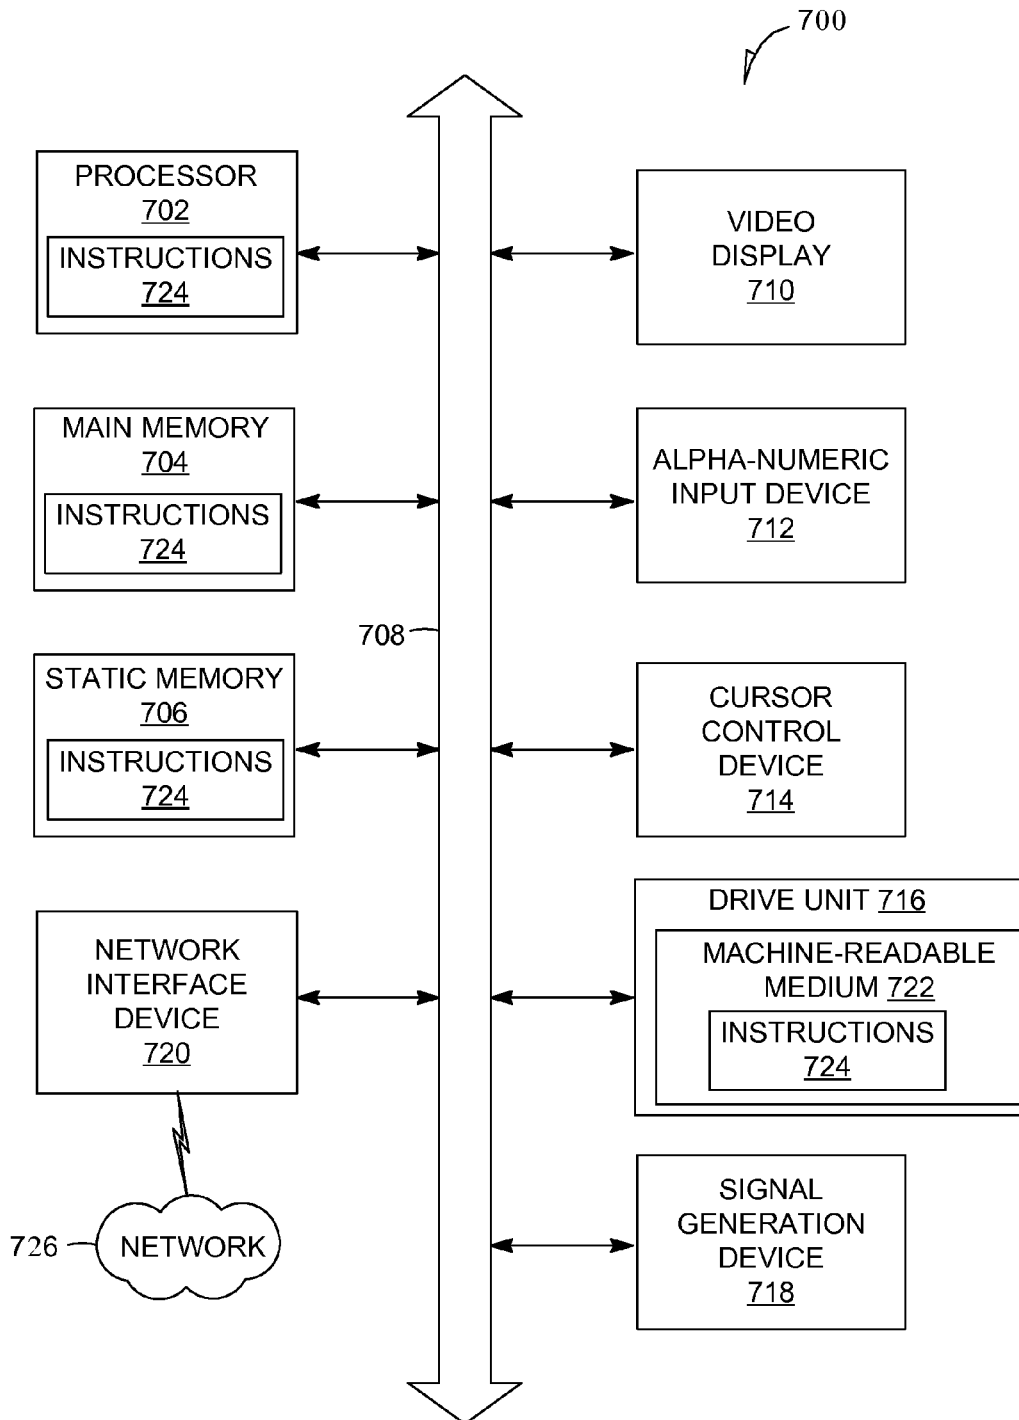 700
PROCESSOR
702
INSTRUCTIONS
724
VIDEO
DISPLAY
710
MAIN MEMORY
704
INSTRUCTIONS
724
ALPHA-NUMERIC
INPUT DEVICE
712
708
STATIC MEMORY
706
INSTRUCTIONS
724
CURSOR
CONTROL
DEVICE
714
NETWORK
INTERFACE
DEVICE
720
DRIVE UNIT 716
MACHINE-READABLE
MEDIUM 722
INSTRUCTIONS
724
726
NETWORK
SIGNAL
GENERATION
DEVICE
718